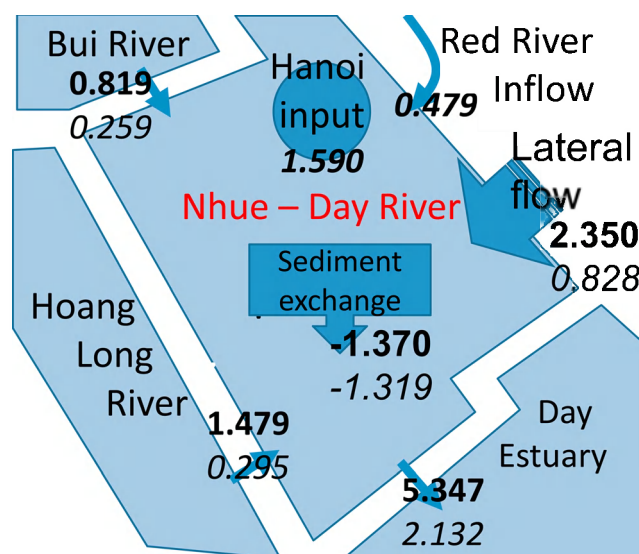 Bui River
0.819
0.259
Hanoi
input
1.590
Red River
Inflow
0.479
Lateral
flow
2.350
0.828
Nhue – Day River
Sediment
exchange
-1.370
-1.319
Hoang
Long
River
1.479
0.295
Day
Estuary
5.347
2.132